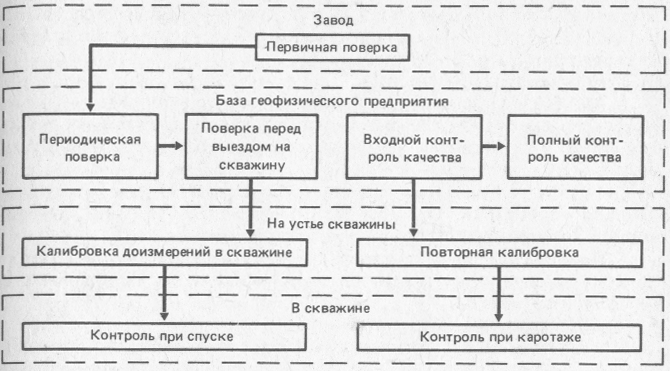 Завод
Первичная поверка
База геофизического предприятия
Периодическая
поверка
Поверка перед
выездом на
скважину
Входной конт-
роль качества
Полный конт-
роль качества
На устье скважины
Калибровка доизмерений в скважине
Повторная калибровка
В скважине
Контроль при спуске
Контроль при каротаже